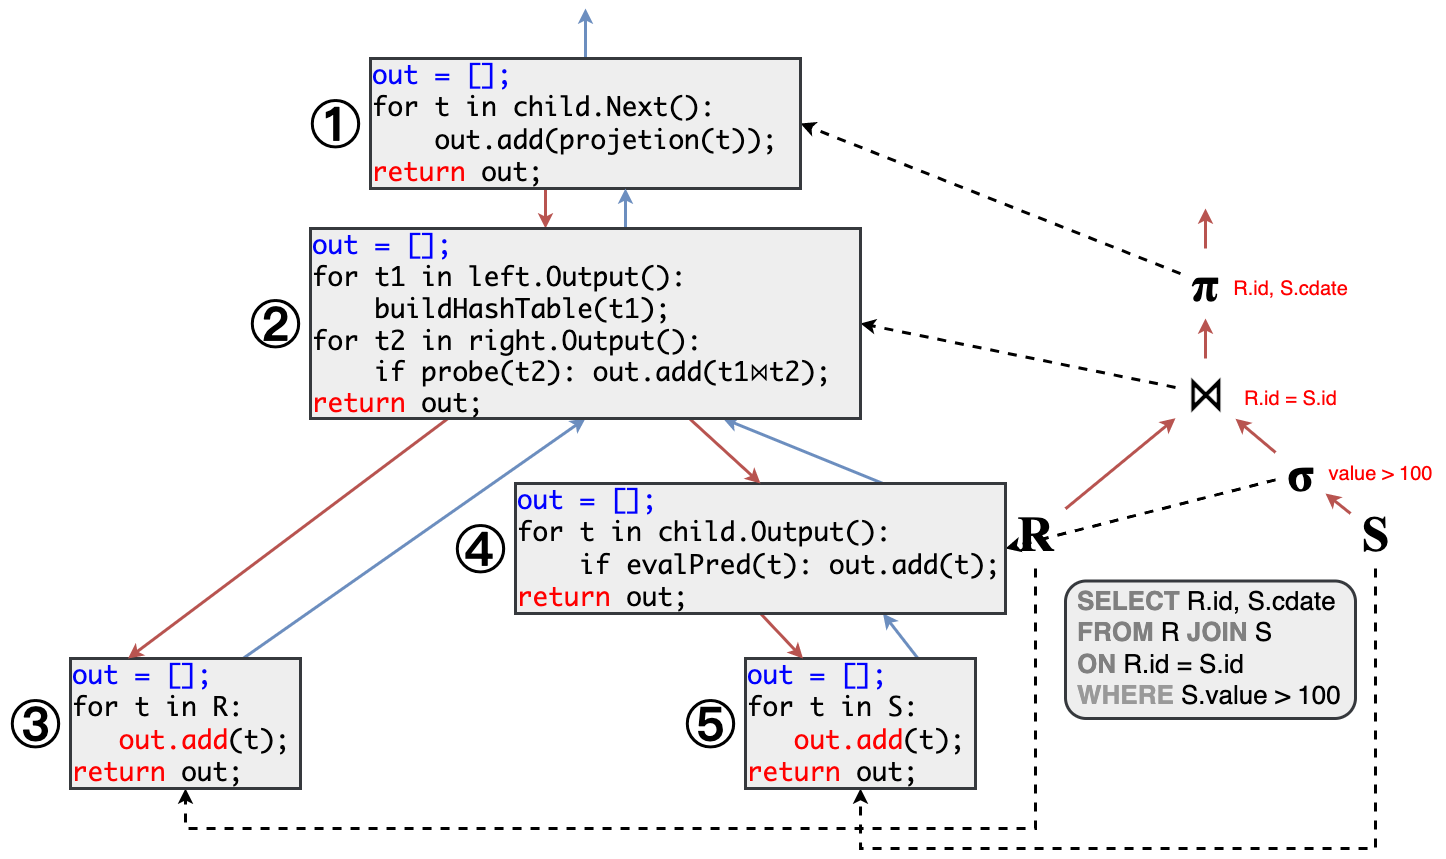 ①
out = [];
for t in child.Next():
    out.add(projetion(t));
return out;
②
out = [];
for t1 in left.Output():
    buildHashTable(t1);
for t2 in right.Output():
    if probe(t2): out.add(t1⋈t2);
return out;
③
out = [];
for t in R:
   out.add(t);
return out;
④
out = [];
for t in child.Output():
    if evalPred(t): out.add(t);
return out;
⑤
out = [];
for t in S:
   out.add(t);
return out;
π R.id, S.cdate
⋈ R.id = S.id
σ value > 100
R
S
SELECT R.id, S.cdate
FROM R JOIN S
ON R.id = S.id
WHERE S.value > 100